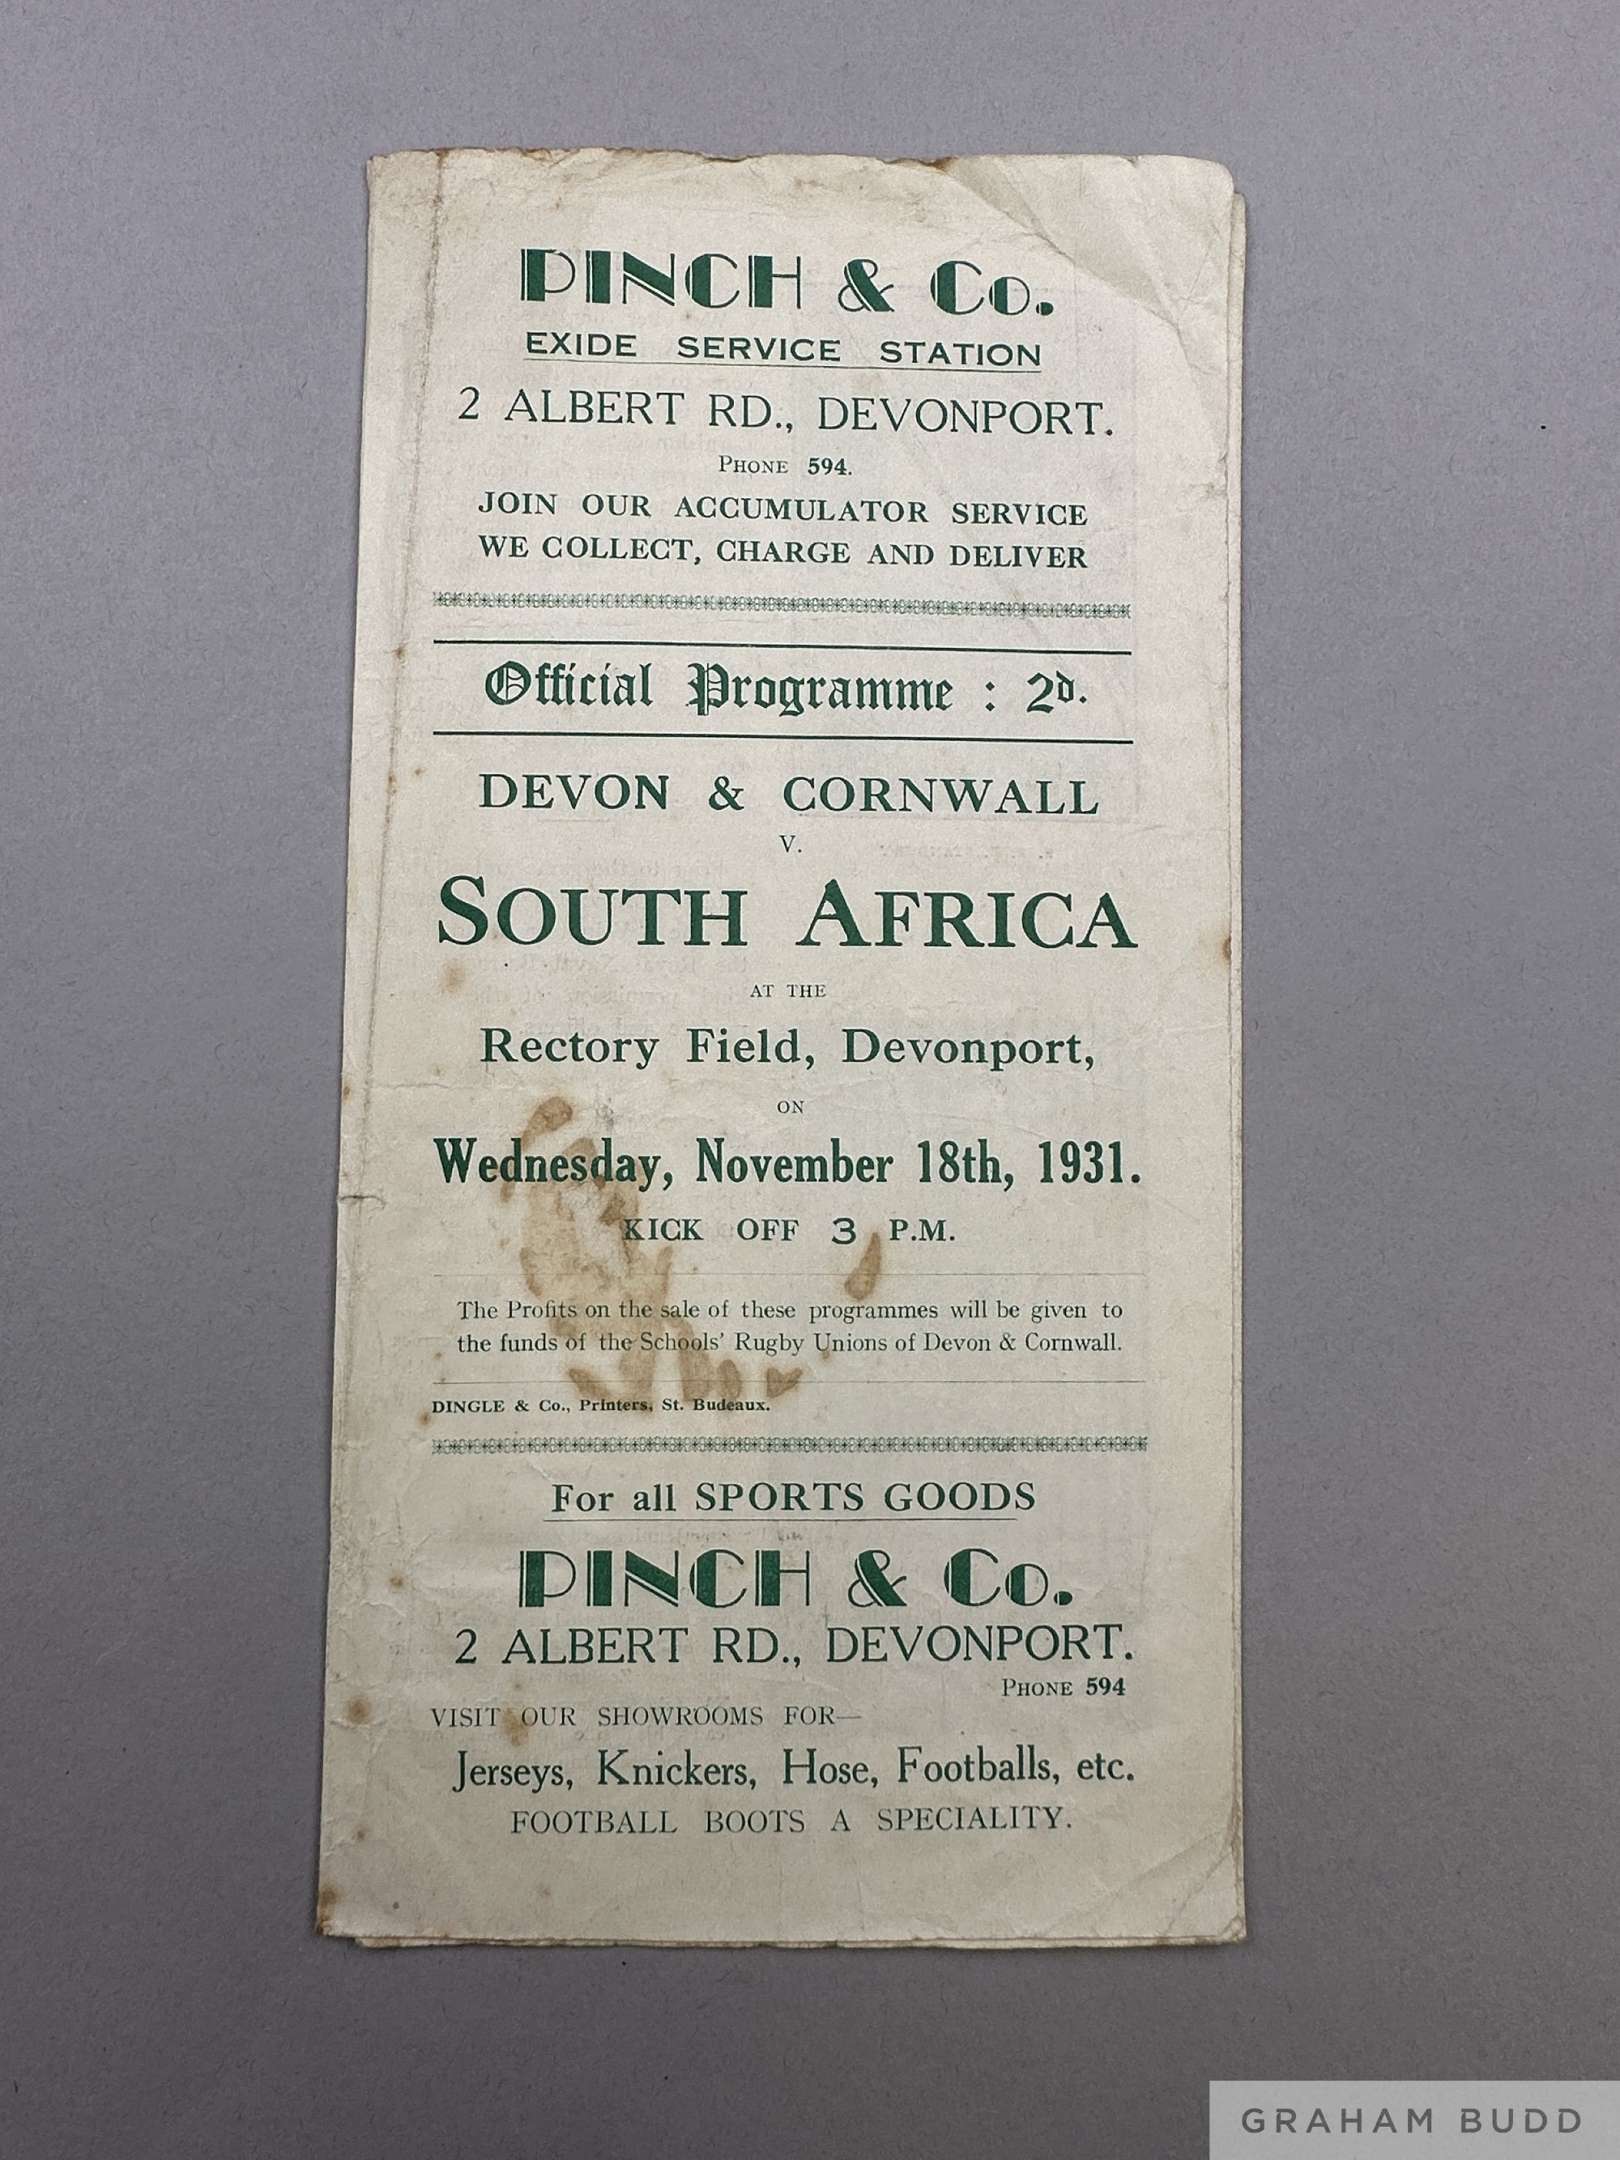 PINCH & Co.
EXIDE SERVICE STATION
2 ALBERT RD., DEVONPORT.
PHONE 594.
JOIN OUR ACCUMULATOR SERVICE
WE COLLECT, CHARGE AND DELIVER
Official Programme : 2d.
DEVON & CORNWALL
V.
SOUTH AFRICA
AT THE
Rectory Field, Devonport,
ON
Wednesday, November 18th, 1931.
KICK OFF 3 P.M.
The Profits on the sale of these programmes will be given to
the funds of the Schools' Rugby Unions of Devon & Cornwall.
DINGLE & Co., Printers, St. Budeaux.
For all SPORTS GOODS
PINCH & Co.
2 ALBERT RD., DEVONPORT.
PHONE 594
VISIT OUR SHOWROOMS FOR—
Jerseys, Knickers, Hose, Footballs, etc.
FOOTBALL BOOTS A SPECIALITY.
GRAHAM BUDD